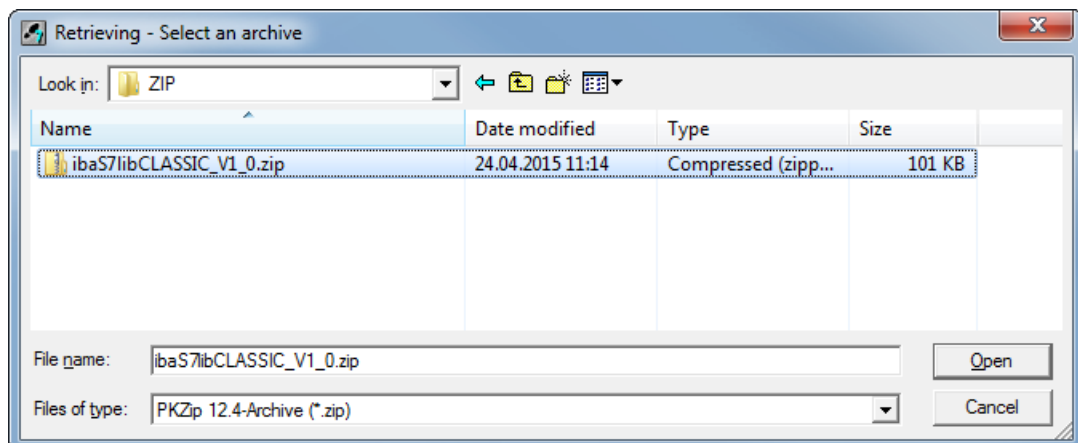 Retrieving - Select an archive
Look in: ZIP
Name Date modified Type Size
ibaS7libCLASSIC_V1_0.zip 24.04.2015 11:14 Compressed (zipp... 101 KB
File name: ibaS7libCLASSIC_V1_0.zip Open
Files of type: PKZip 12.4-Archive (*.zip) Cancel